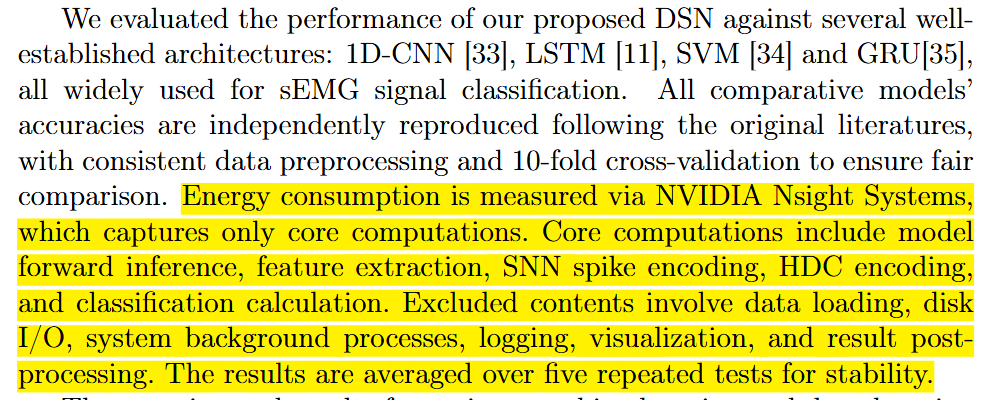 We evaluated the performance of our proposed DSN against several well-
established architectures: 1D-CNN [33], LSTM [11], SVM [34] and GRU[35],
all widely used for sEMG signal classification. All comparative models'
accuracies are independently reproduced following the original literatures,
with consistent data preprocessing and 10-fold cross-validation to ensure fair
comparison. Energy consumption is measured via NVIDIA Nsight Systems,
which captures only core computations. Core computations include model
forward inference, feature extraction, SNN spike encoding, HDC encoding,
and classification calculation. Excluded contents involve data loading, disk
I/O, system background processes, logging, visualization, and result post-
processing. The results are averaged over five repeated tests for stability.